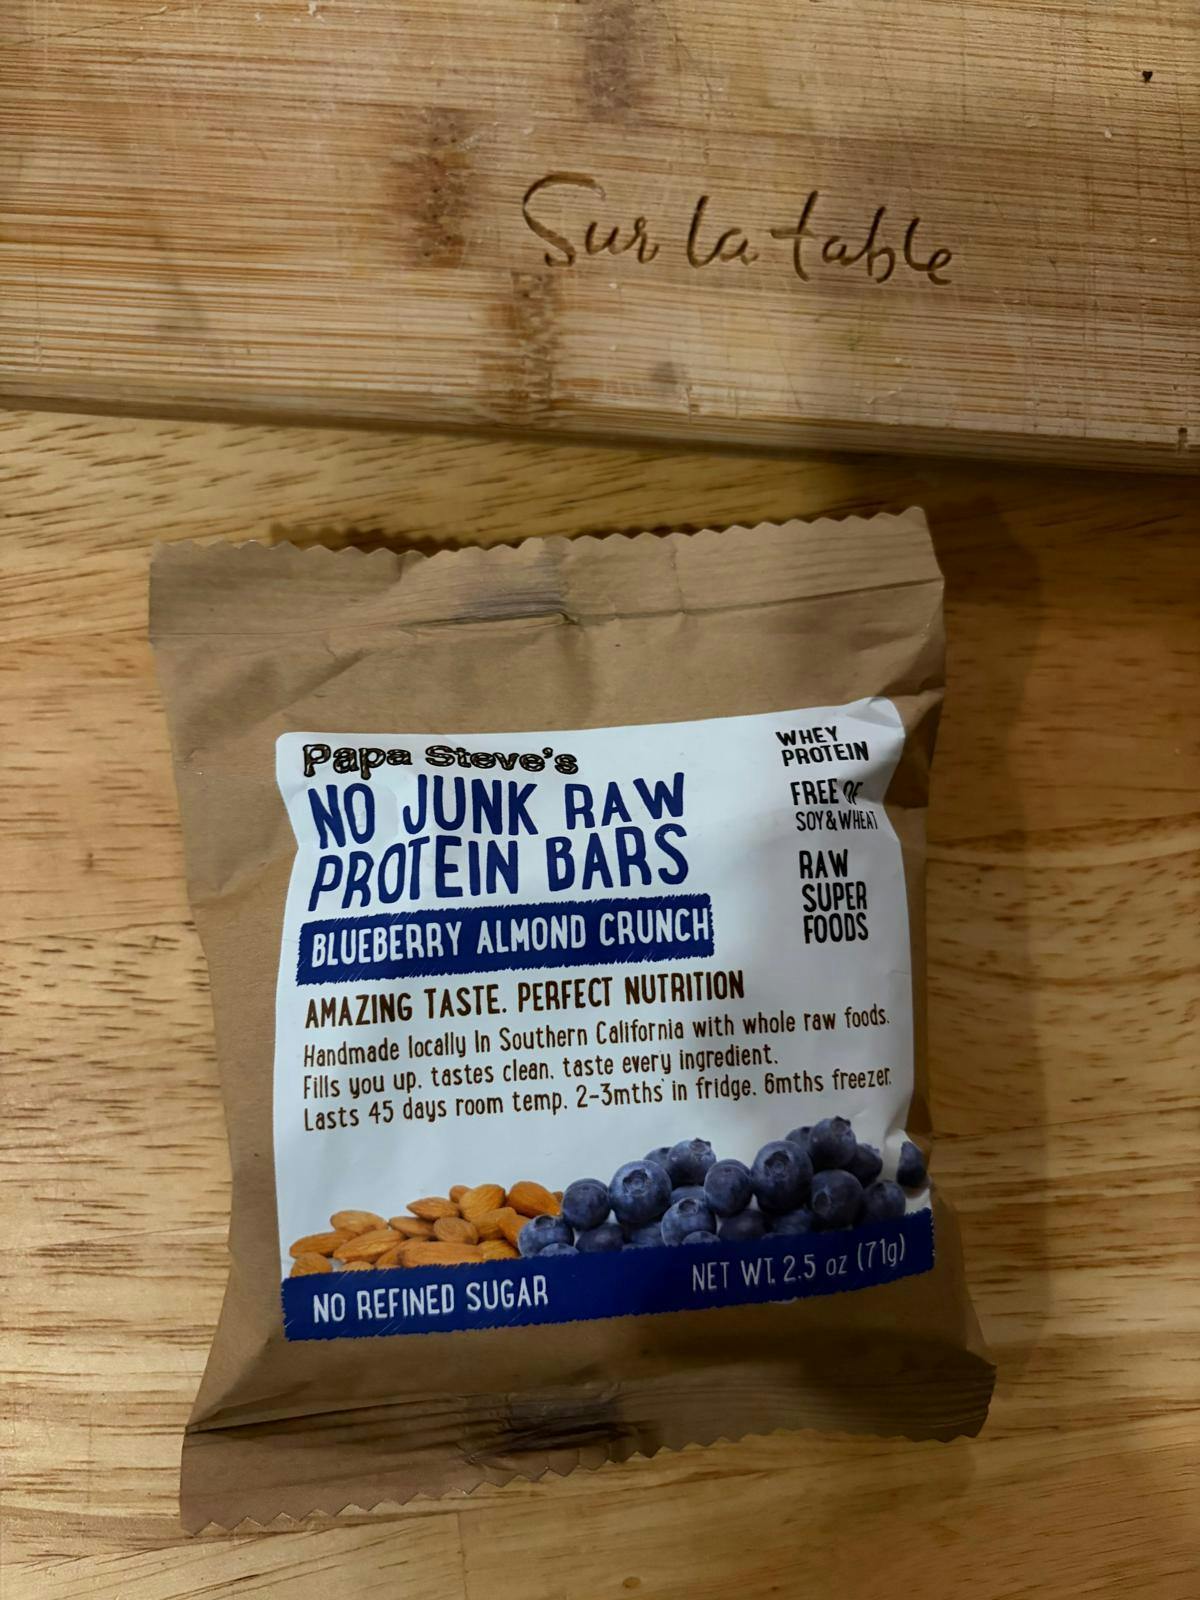 Sur la table
Papa Steve's
NO JUNK RAW
PROTEIN BARS
BLUEBERRY ALMOND CRUNCH
WHEY
PROTEIN
FREE OF
SOY & WHEAT
RAW
SUPER
FOODS
AMAZING TASTE. PERFECT NUTRITION
Handmade locally In Southern California with whole raw foods.
Fills you up. tastes clean. taste every ingredient.
Lasts 45 days room temp. 2-3mths in fridge. 6mths freezer.
NO REFINED SUGAR
NET WT. 2.5 oz (71g)